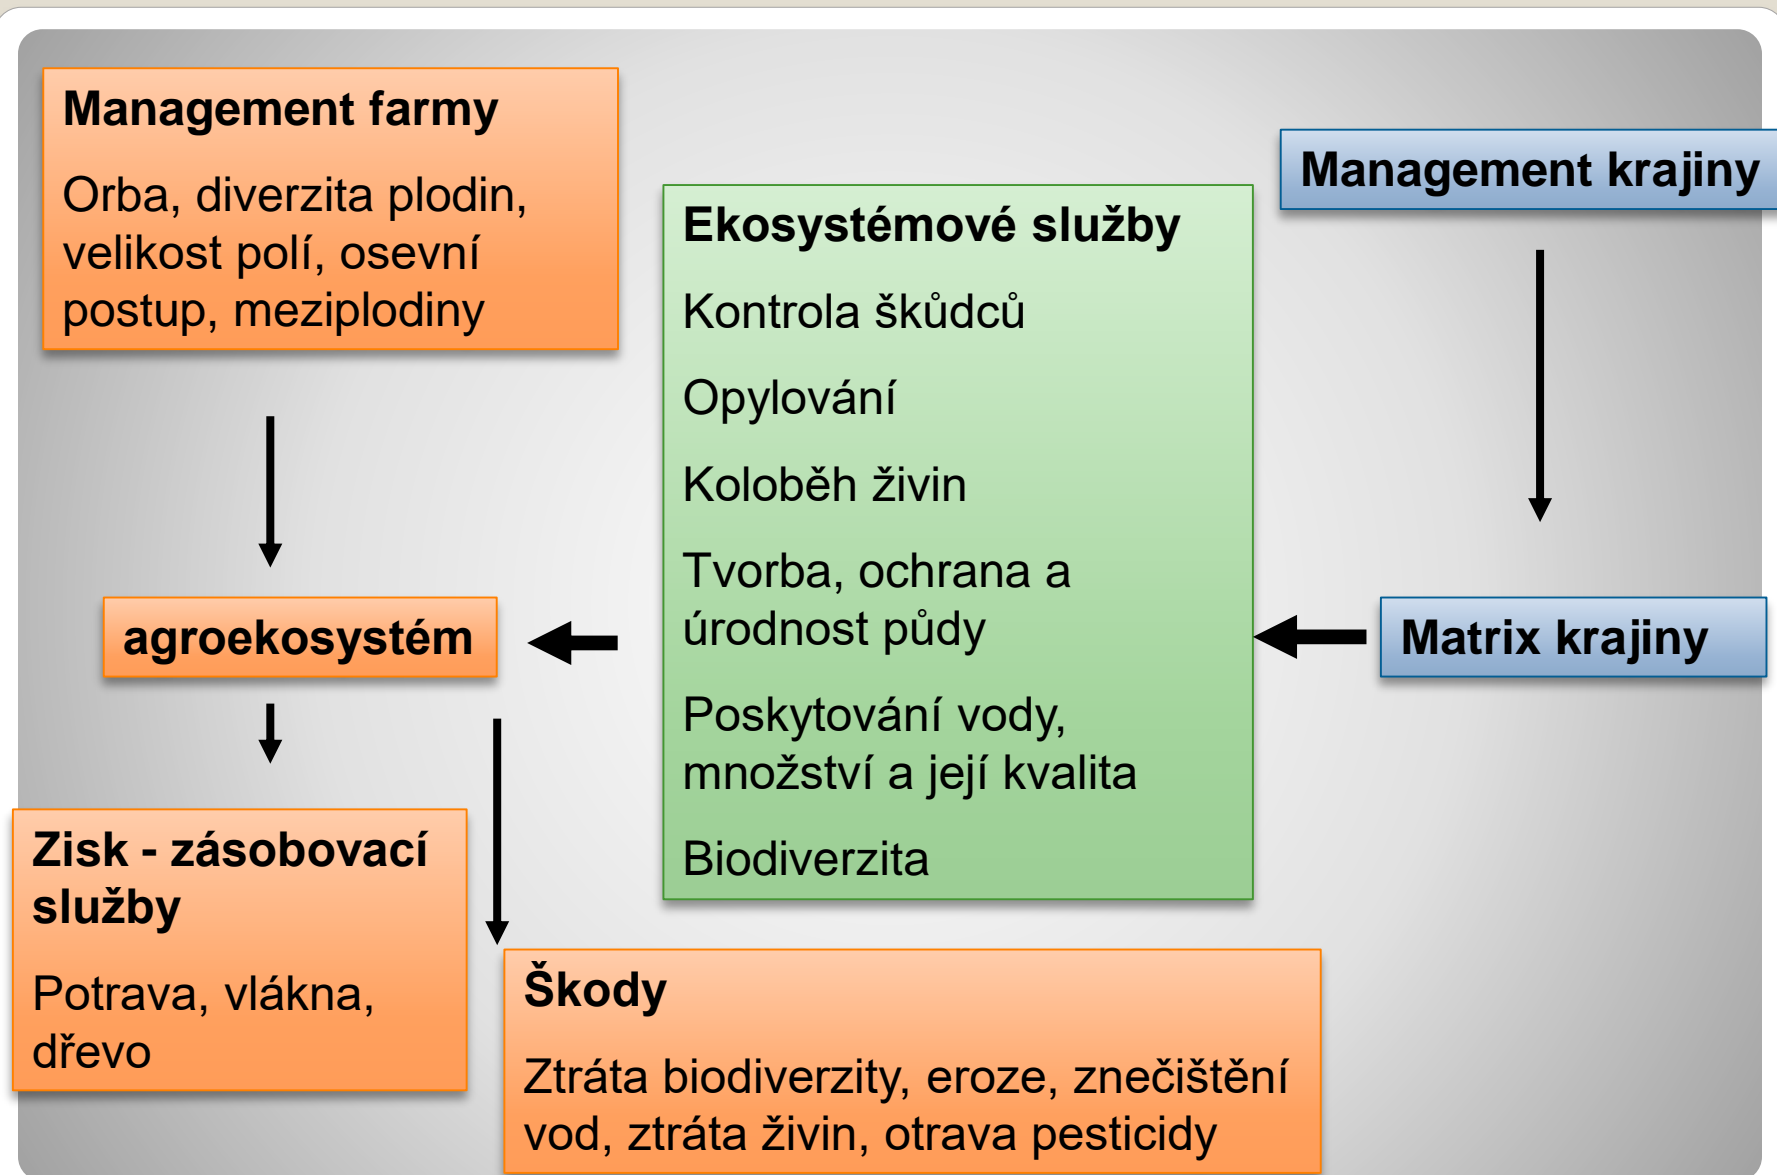 Management farmy
Orba, diverzita plodin,
velikost polí, osevní
postup, meziplodiny
Management krajiny
Ekosystémové služby
Kontrola škůdců
Opylování
Koloběh živin
Tvorba, ochrana a
úrodnost půdy
Poskytování vody,
množství a její kvalita
Biodiverzita
agroekosystém
Matrix krajiny
Zisk - zásobovací
služby
Potrava, vlákna,
dřevo
Škody
Ztráta biodiverzity, eroze, znečištění
vod, ztráta živin, otrava pesticidy